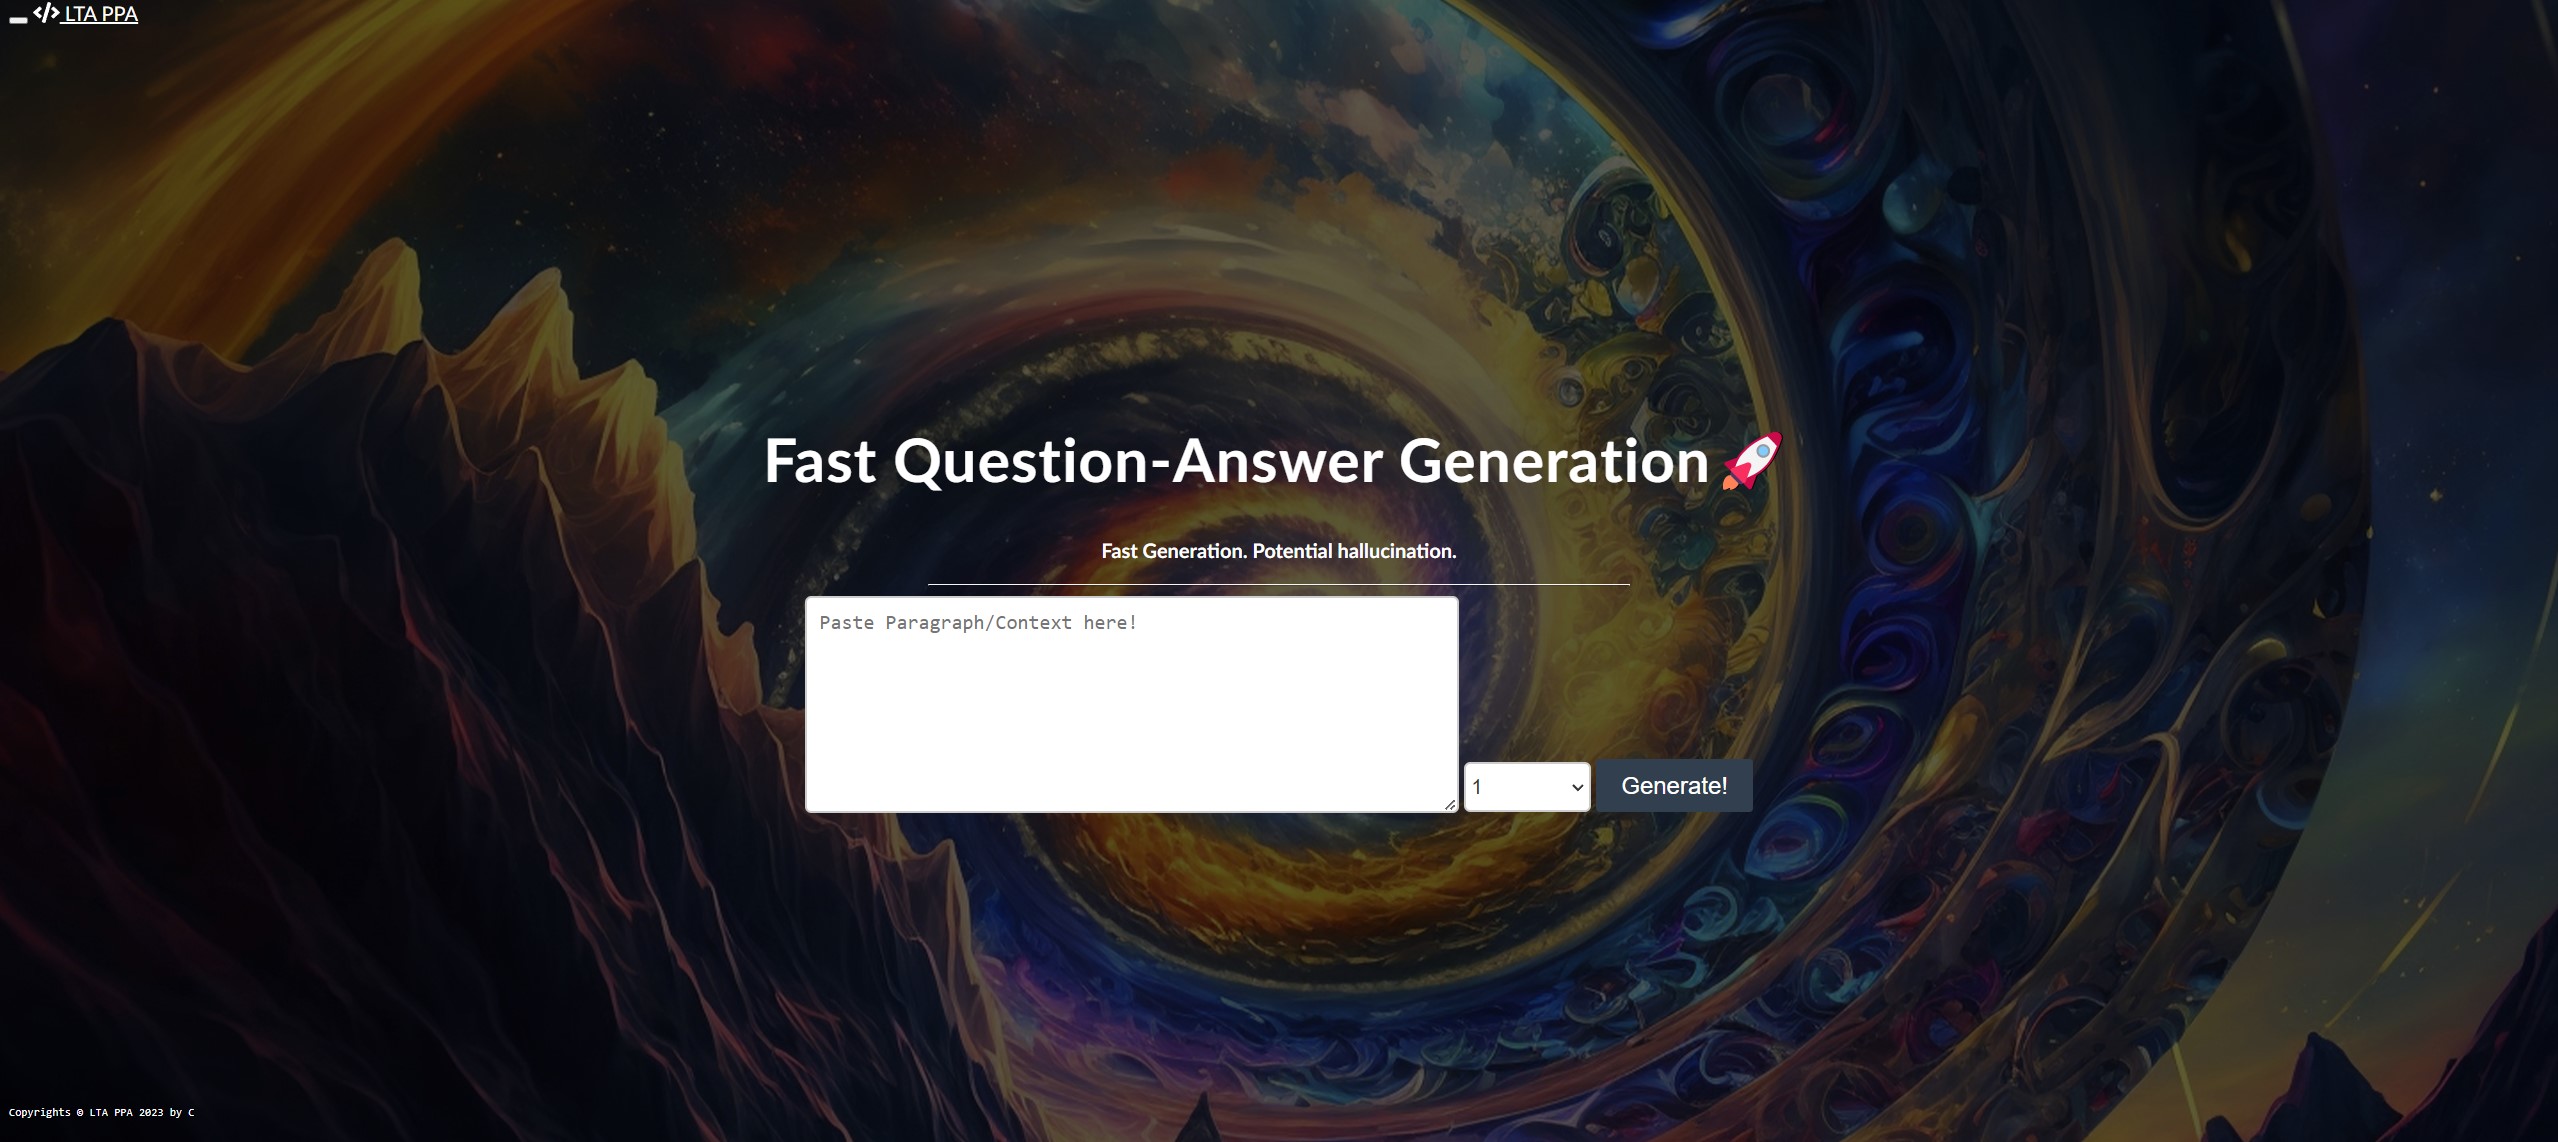 </> LTA PPA
Fast Question-Answer Generation 🚀
Fast Generation. Potential hallucination.
Paste Paragraph/Context here!
1
Generate!
Copyrights © LTA PPA 2023 by C